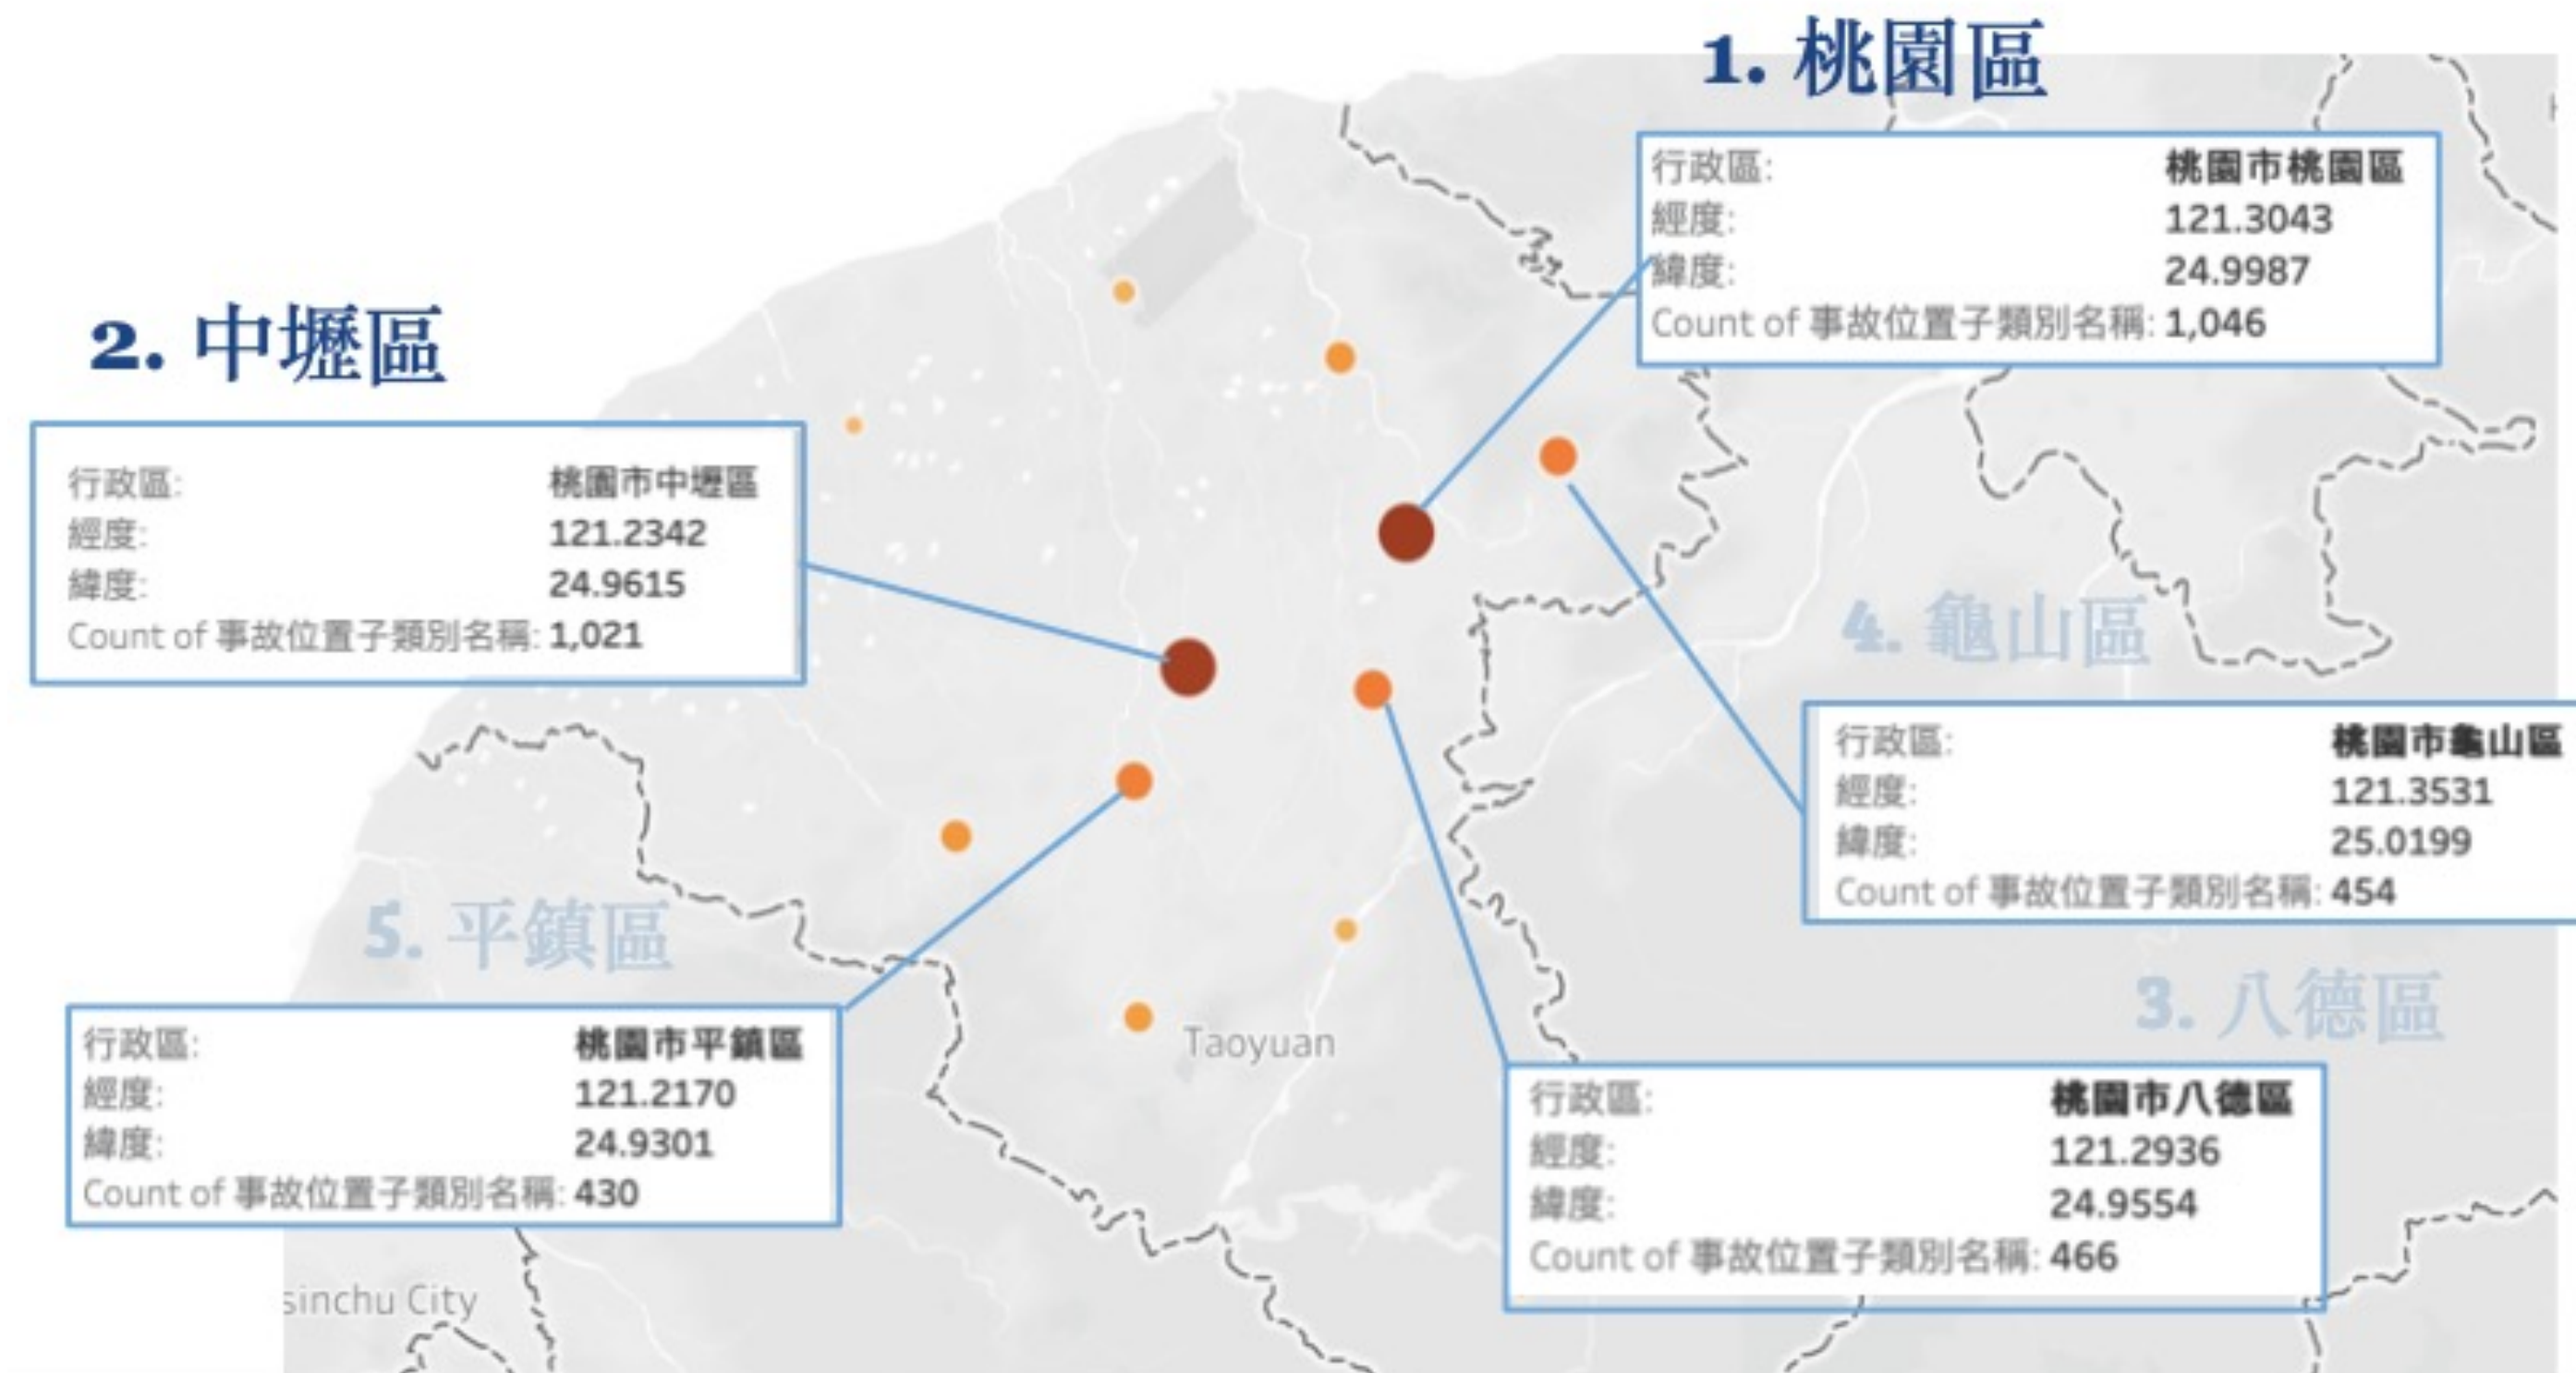 1. 桃園區
行政區: 桃園市桃園區
經度: 121.3043
緯度: 24.9987
Count of 事故位置子類別名稱: 1,046
2. 中壢區
行政區: 桃園市中壢區
經度: 121.2342
緯度: 24.9615
Count of 事故位置子類別名稱: 1,021
4. 龜山區
行政區: 桃園市龜山區
經度: 121.3531
緯度: 25.0199
Count of 事故位置子類別名稱: 454
5. 平鎮區
行政區: 桃園市平鎮區
經度: 121.2170
緯度: 24.9301
Count of 事故位置子類別名稱: 430
3. 八德區
行政區: 桃園市八德區
經度: 121.2936
緯度: 24.9554
Count of 事故位置子類別名稱: 466
Taoyuan
sinchu City